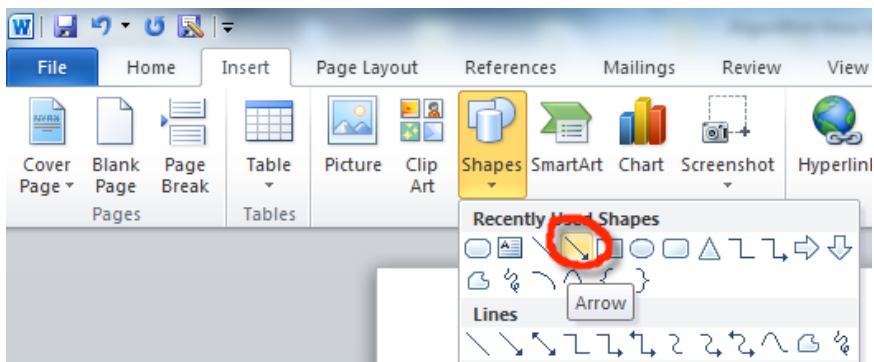 W
File Home Insert Page Layout References Mailings Review View
Cover Page Blank Page Page Break Table Picture Clip Art Shapes SmartArt Chart Screenshot Hyperlink
Pages Tables
Recently Used Shapes
A
Arrow
Lines